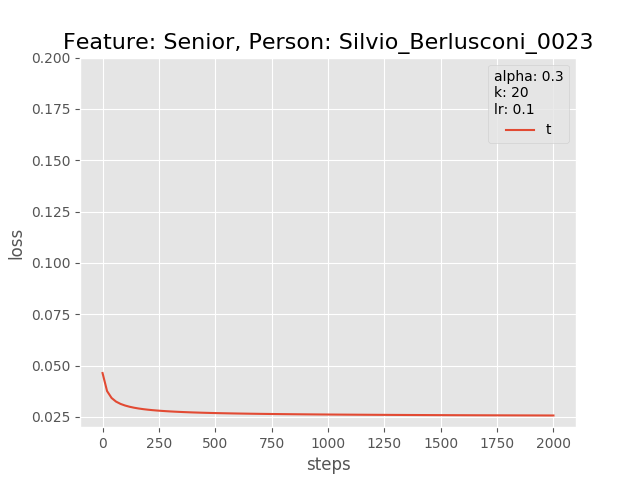 Feature: Senior, Person: Silvio_Berlusconi_0023
0.200
0.175
0.150
0.125
0.100
0.075
0.050
0.025
loss
alpha: 0.3
k: 20
lr: 0.1
t
0 250 500 750 1000 1250 1500 1750 2000
steps